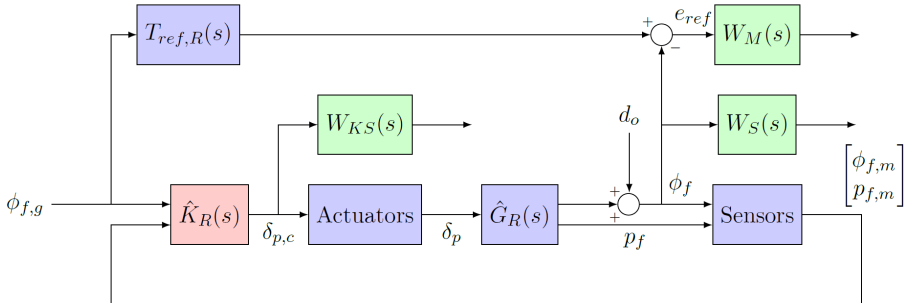 T_{ref,R}(s)
+
−
e_{ref}
W_M(s)
W_{KS}(s)
d_o
W_S(s)
[ϕ_{f,m}
p_{f,m}]
ϕ_{f,g}
K̂_R(s)
δ_{p,c}
Actuators
δ_p
Ĝ_R(s)
+
+
ϕ_f
p_f
Sensors